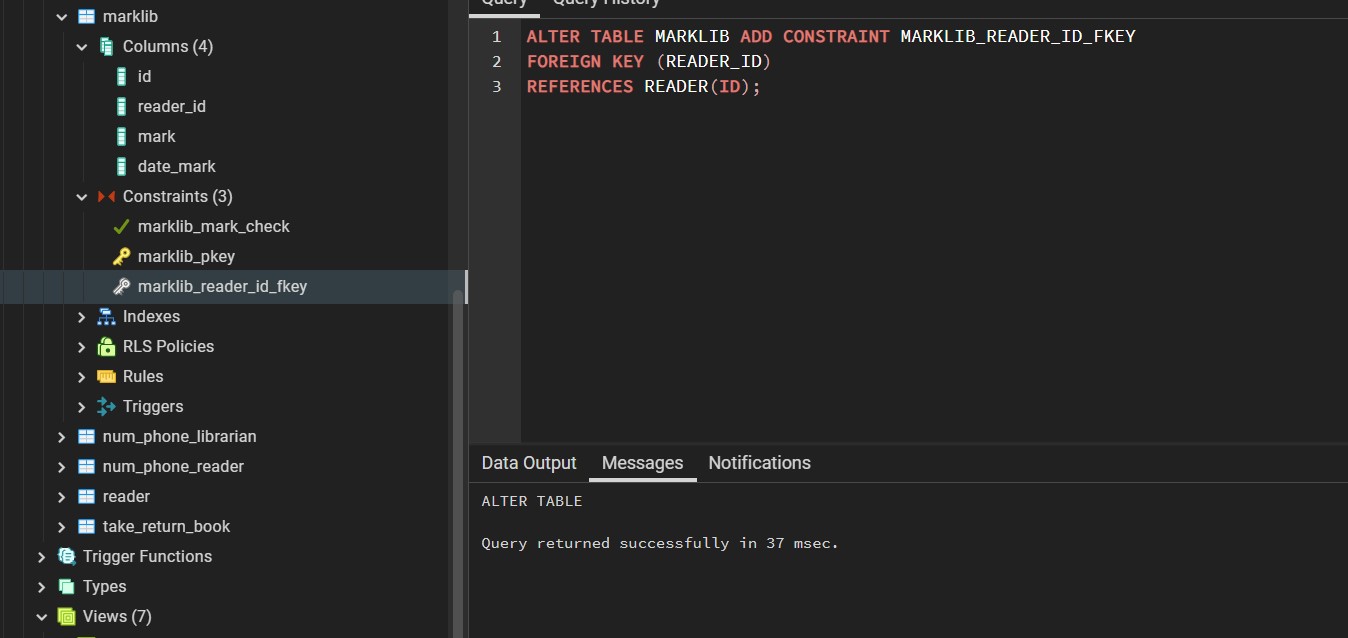 marklib
Columns (4)
id
reader_id
mark
date_mark
Constraints (3)
marklib_mark_check
marklib_pkey
marklib_reader_id_fkey
Indexes
RLS Policies
Rules
Triggers
num_phone_librarian
num_phone_reader
reader
take_return_book
Trigger Functions
Types
Views (7)
Query Query History
1 ALTER TABLE MARKLIB ADD CONSTRAINT MARKLIB_READER_ID_FKEY
2 FOREIGN KEY (READER_ID)
3 REFERENCES READER(ID);
Data Output Messages Notifications
ALTER TABLE
Query returned successfully in 37 msec.